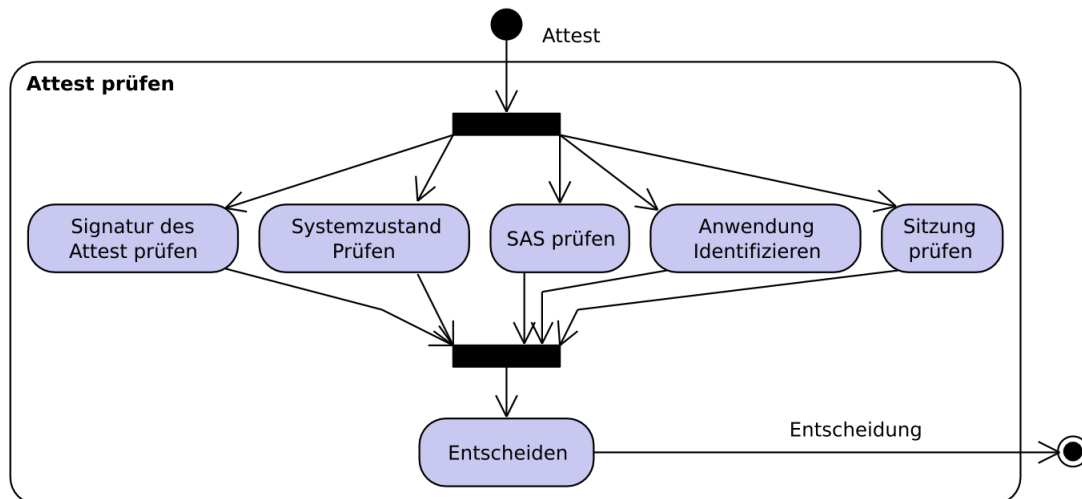 Attest
Attest prüfen
Signatur des
Attest prüfen
Systemzustand
Prüfen
SAS prüfen
Anwendung
Identifizieren
Sitzung
prüfen
Entscheiden
Entscheidung